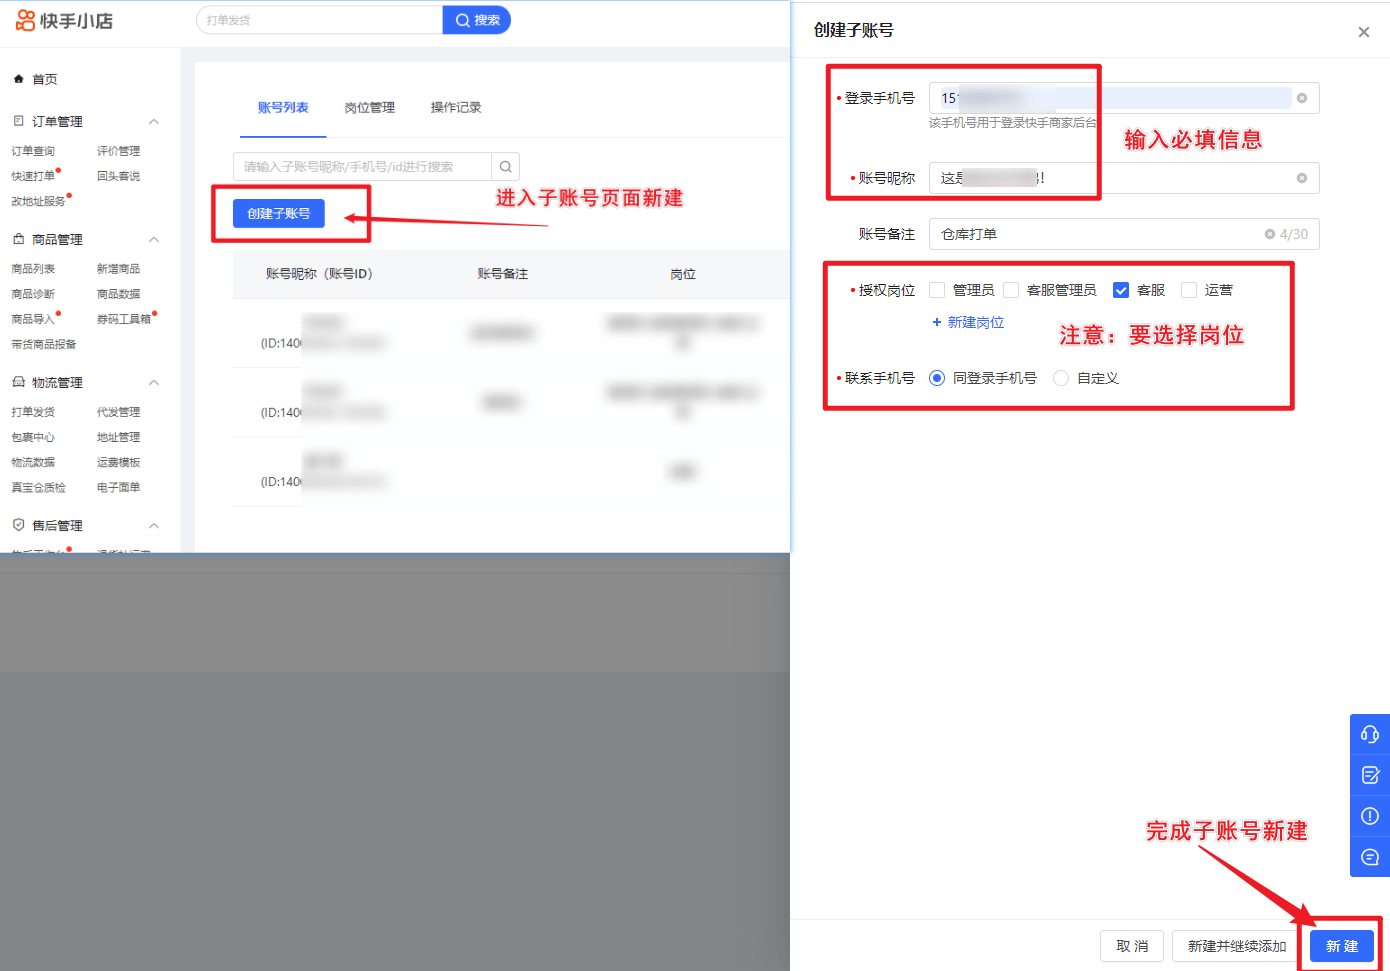 快手小店
打单发货
搜索
首页
订单管理
订单查询 评价管理
快速打单 回头客说
改地址服务
商品管理
商品列表 新增商品
商品诊断 商品数据
商品导入 券码工具箱
带货商品报备
物流管理
打单发货 代发管理
包裹中心 地址管理
物流数据 运费模板
真宝仓质检 电子面单
售后管理
账号列表 岗位管理 操作记录
请输入子账号昵称/手机号/id进行搜索
进入子账号页面新建
创建子账号
账号昵称（账号ID） 账号备注 岗位
(ID:140
(ID:140
(ID:140
创建子账号
登录手机号 15
该手机号用于登录快手商家后台
输入必填信息
账号昵称 这是 !
账号备注 仓库打单 4/30
授权岗位 管理员 客服管理员 客服 运营
+ 新建岗位
注意：要选择岗位
联系手机号 同登录手机号 自定义
完成子账号新建
取 消 新建并继续添加 新 建